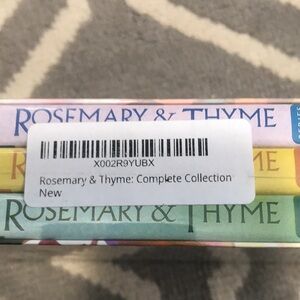 ROSEMARY & THYME
X002R9YUBX
Rosemary & Thyme: Complete Collection
New
ROSEMARY & THYME